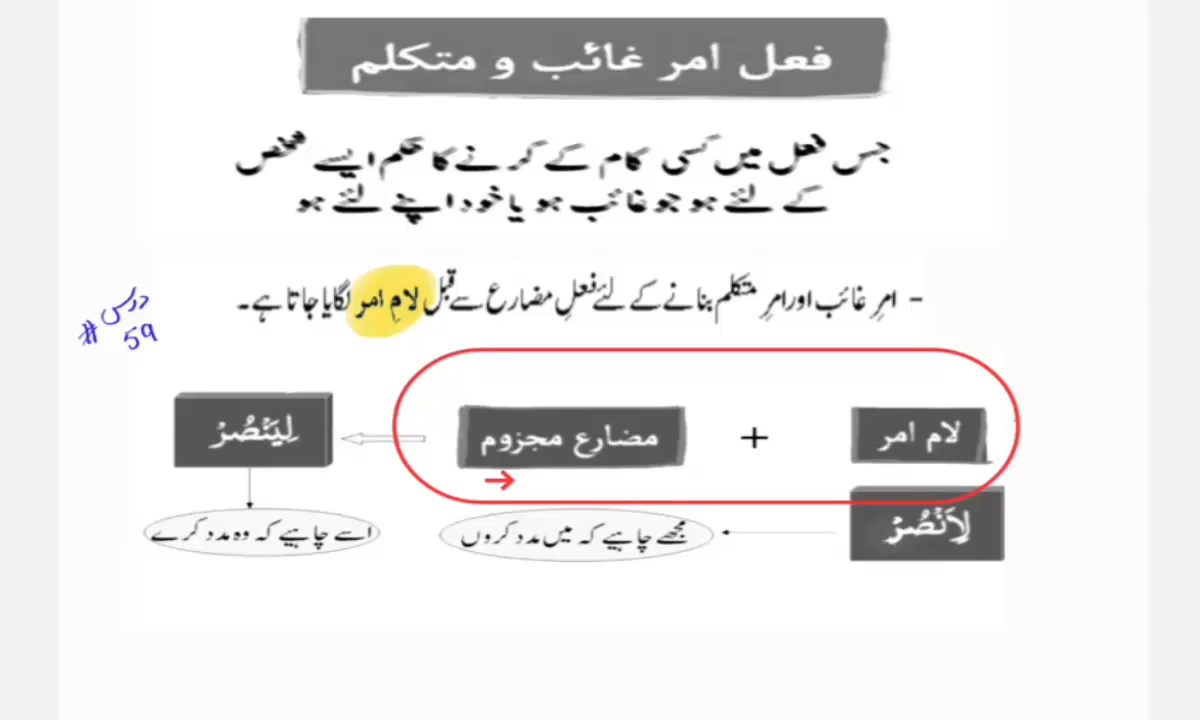 فعل امر غائب و متکلم
جس فعل میں کسی کام کے کرنے کا حکم ایسے شخص
کے لئے ہو جو غائب ہو یا خود اپنے لئے ہو
- امرِ غائب اور امرِ متکلم بنانے کے لئے فعلِ مضارع سے قبل لامِ امر لگایا جاتا ہے۔
درس
# 59
لام امر + مضارع مجزوم لِيَنْصُرْ
لِأَنْصُرْ مجھے چاہیے کہ میں مدد کروں اسے چاہیے کہ وہ مدد کرے